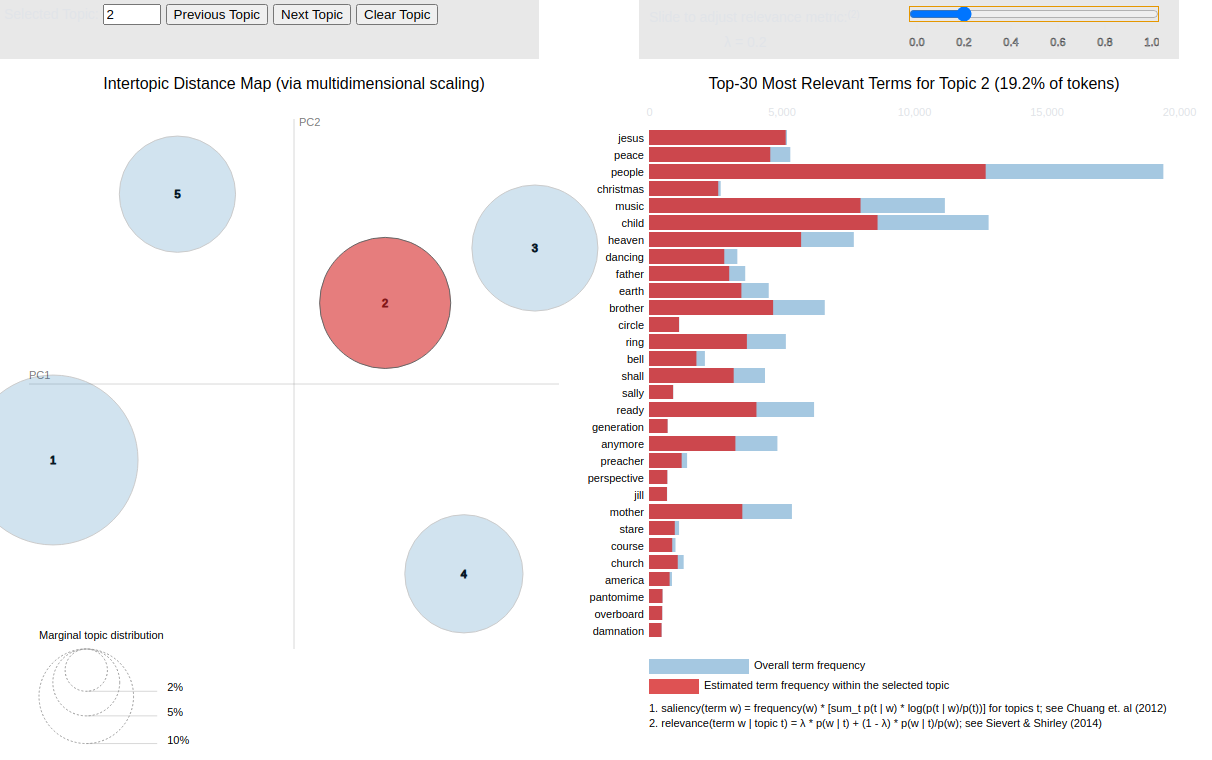 Selected Topic: 2 Previous Topic Next Topic Clear Topic
Slide to adjust relevance metric:(2)
λ = 0.2
0.0 0.2 0.4 0.6 0.8 1.0
Intertopic Distance Map (via multidimensional scaling)
PC2
PC1
5
3
2
1
4
Marginal topic distribution
2%
5%
10%
Top-30 Most Relevant Terms for Topic 2 (19.2% of tokens)
0 5,000 10,000 15,000 20,000
jesus
peace
people
christmas
music
child
heaven
dancing
father
earth
brother
circle
ring
bell
shall
sally
ready
generation
anymore
preacher
perspective
jill
mother
stare
course
church
america
pantomime
overboard
damnation
Overall term frequency
Estimated term frequency within the selected topic
1. saliency(term w) = frequency(w) * [sum_t p(t | w) * log(p(t | w)/p(t))] for topics t; see Chuang et. al (2012)
2. relevance(term w | topic t) = λ * p(w | t) + (1 - λ) * p(w | t)/p(w); see Sievert & Shirley (2014)